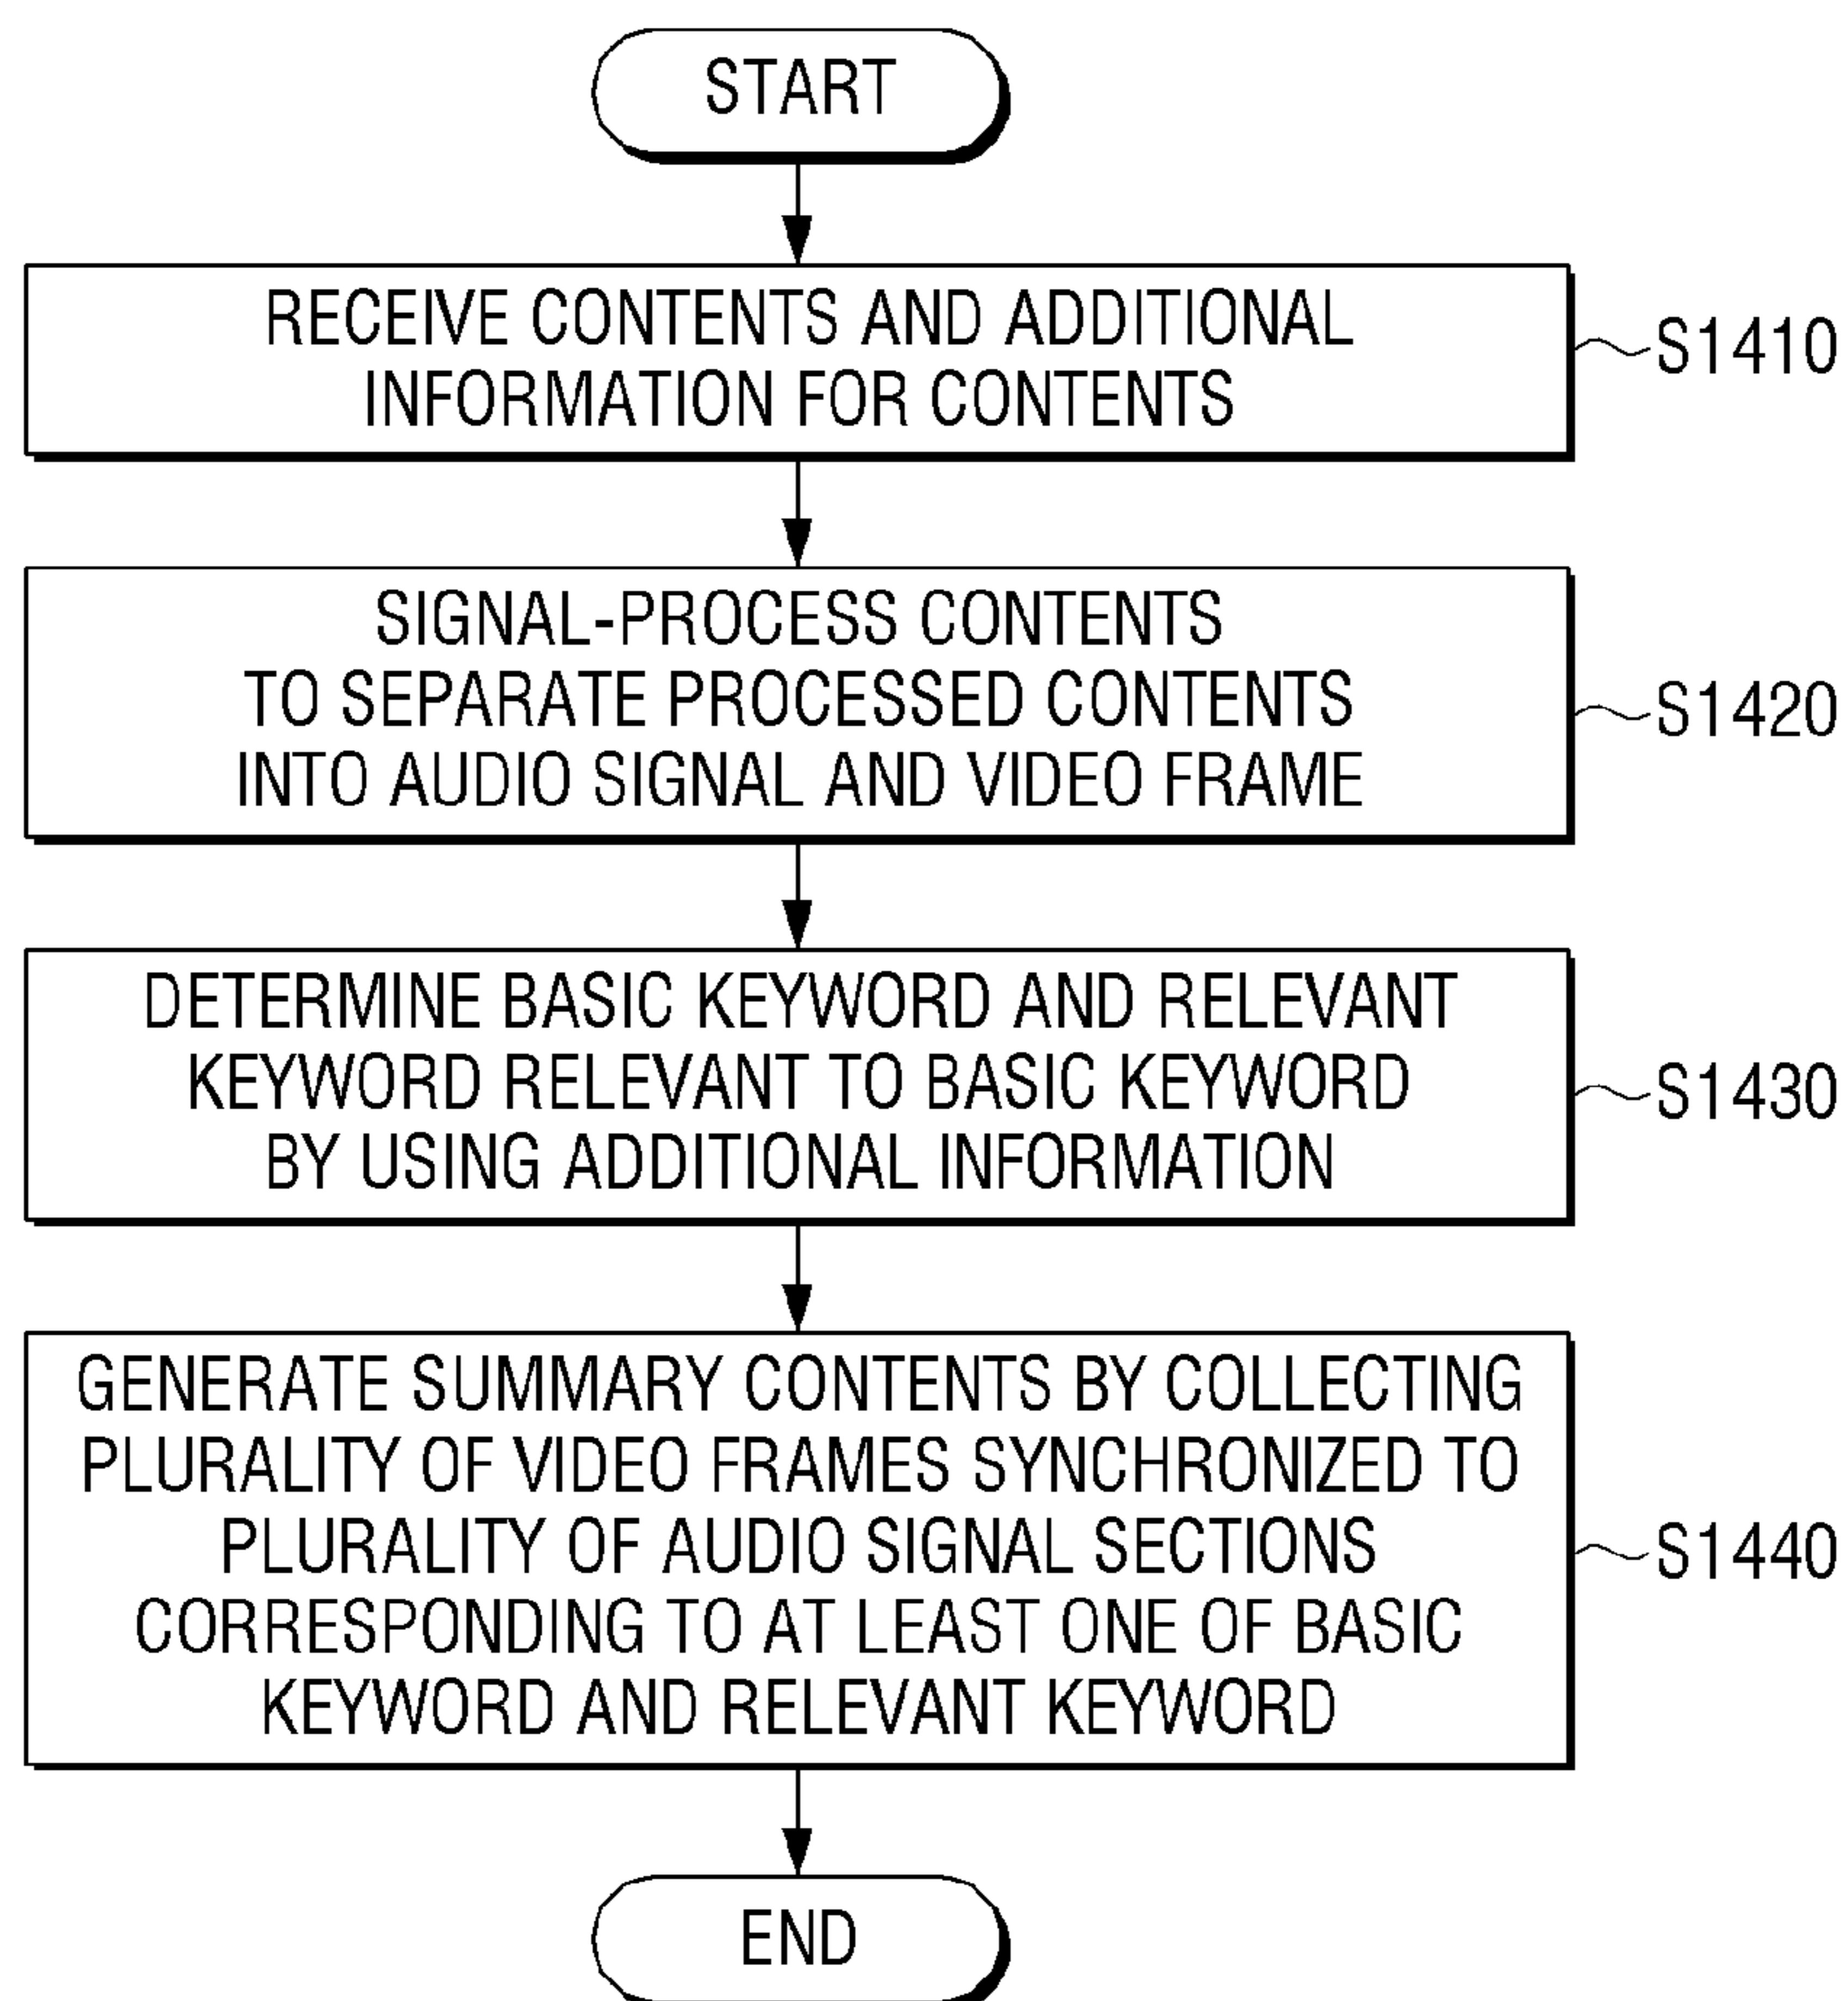 START
RECEIVE CONTENTS AND ADDITIONAL
INFORMATION FOR CONTENTS
S1410
SIGNAL-PROCESS CONTENTS
TO SEPARATE PROCESSED CONTENTS
INTO AUDIO SIGNAL AND VIDEO FRAME
S1420
DETERMINE BASIC KEYWORD AND RELEVANT
KEYWORD RELEVANT TO BASIC KEYWORD
BY USING ADDITIONAL INFORMATION
S1430
GENERATE SUMMARY CONTENTS BY COLLECTING
PLURALITY OF VIDEO FRAMES SYNCHRONIZED TO
PLURALITY OF AUDIO SIGNAL SECTIONS
CORRESPONDING TO AT LEAST ONE OF BASIC
KEYWORD AND RELEVANT KEYWORD
S1440
END